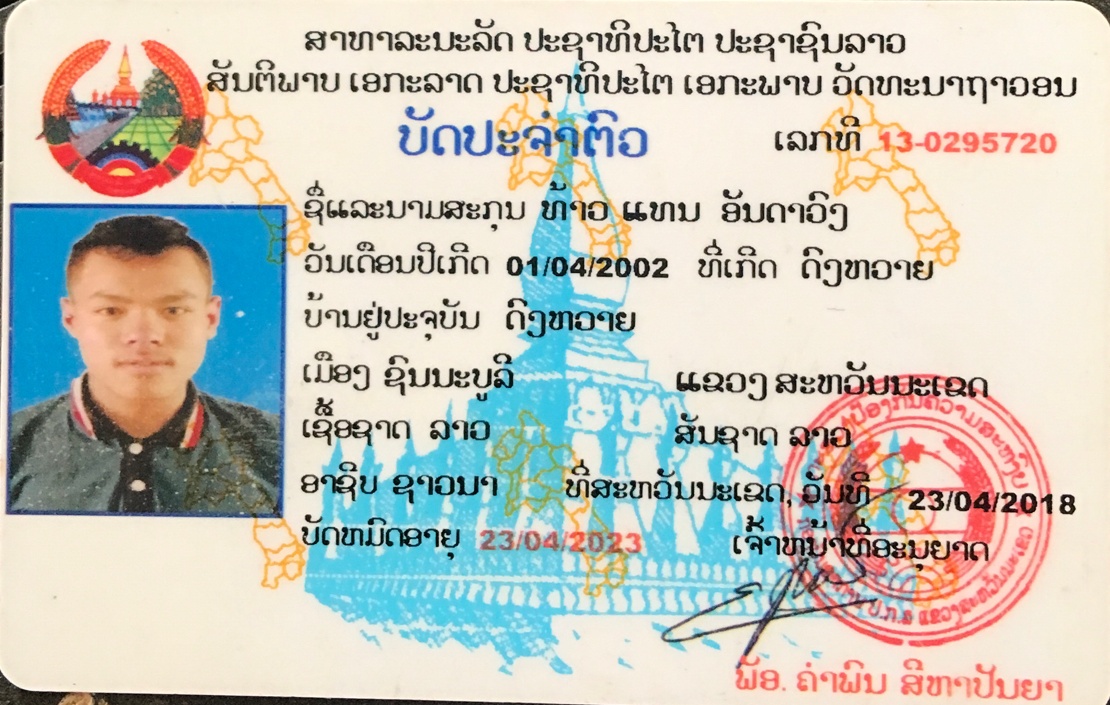 ສາທາລະນະລັດ ປະຊາທິປະໄຕ ປະຊາຊົນລາວ
ສັນຕິພາບ ເອກະລາດ ປະຊາທິປະໄຕ ເອກະພາບ ວັດທະນາຖາວອນ
ບັດປະຈຳຕົວ ເລກທີ 13-0295720
ຊື່ແລະນາມສະກຸນ ທ້າວ ແທນ ອັນດາວົງ
ວັນເດືອນປີເກີດ 01/04/2002 ທີ່ເກີດ ດົງຫວາຍ
ບ້ານຢູ່ປະຈຸບັນ ດົງຫວາຍ
ເມືອງ ຊົນນະບູລີ ແຂວງ ສະຫວັນນະເຂດ
ເຊື້ອຊາດ ລາວ ສັນຊາດ ລາວ
ອາຊີບ ຊາວນາ ທີ່ສະຫວັນນະເຂດ, ວັນທີ 23/04/2018
ບັດຫມົດອາຍຸ 23/04/2023 ເຈົ້າຫນ້າທີ່ອະນຸຍາດ
ພັອ. ຄຳພົນ ສີຫາປັນຍາ